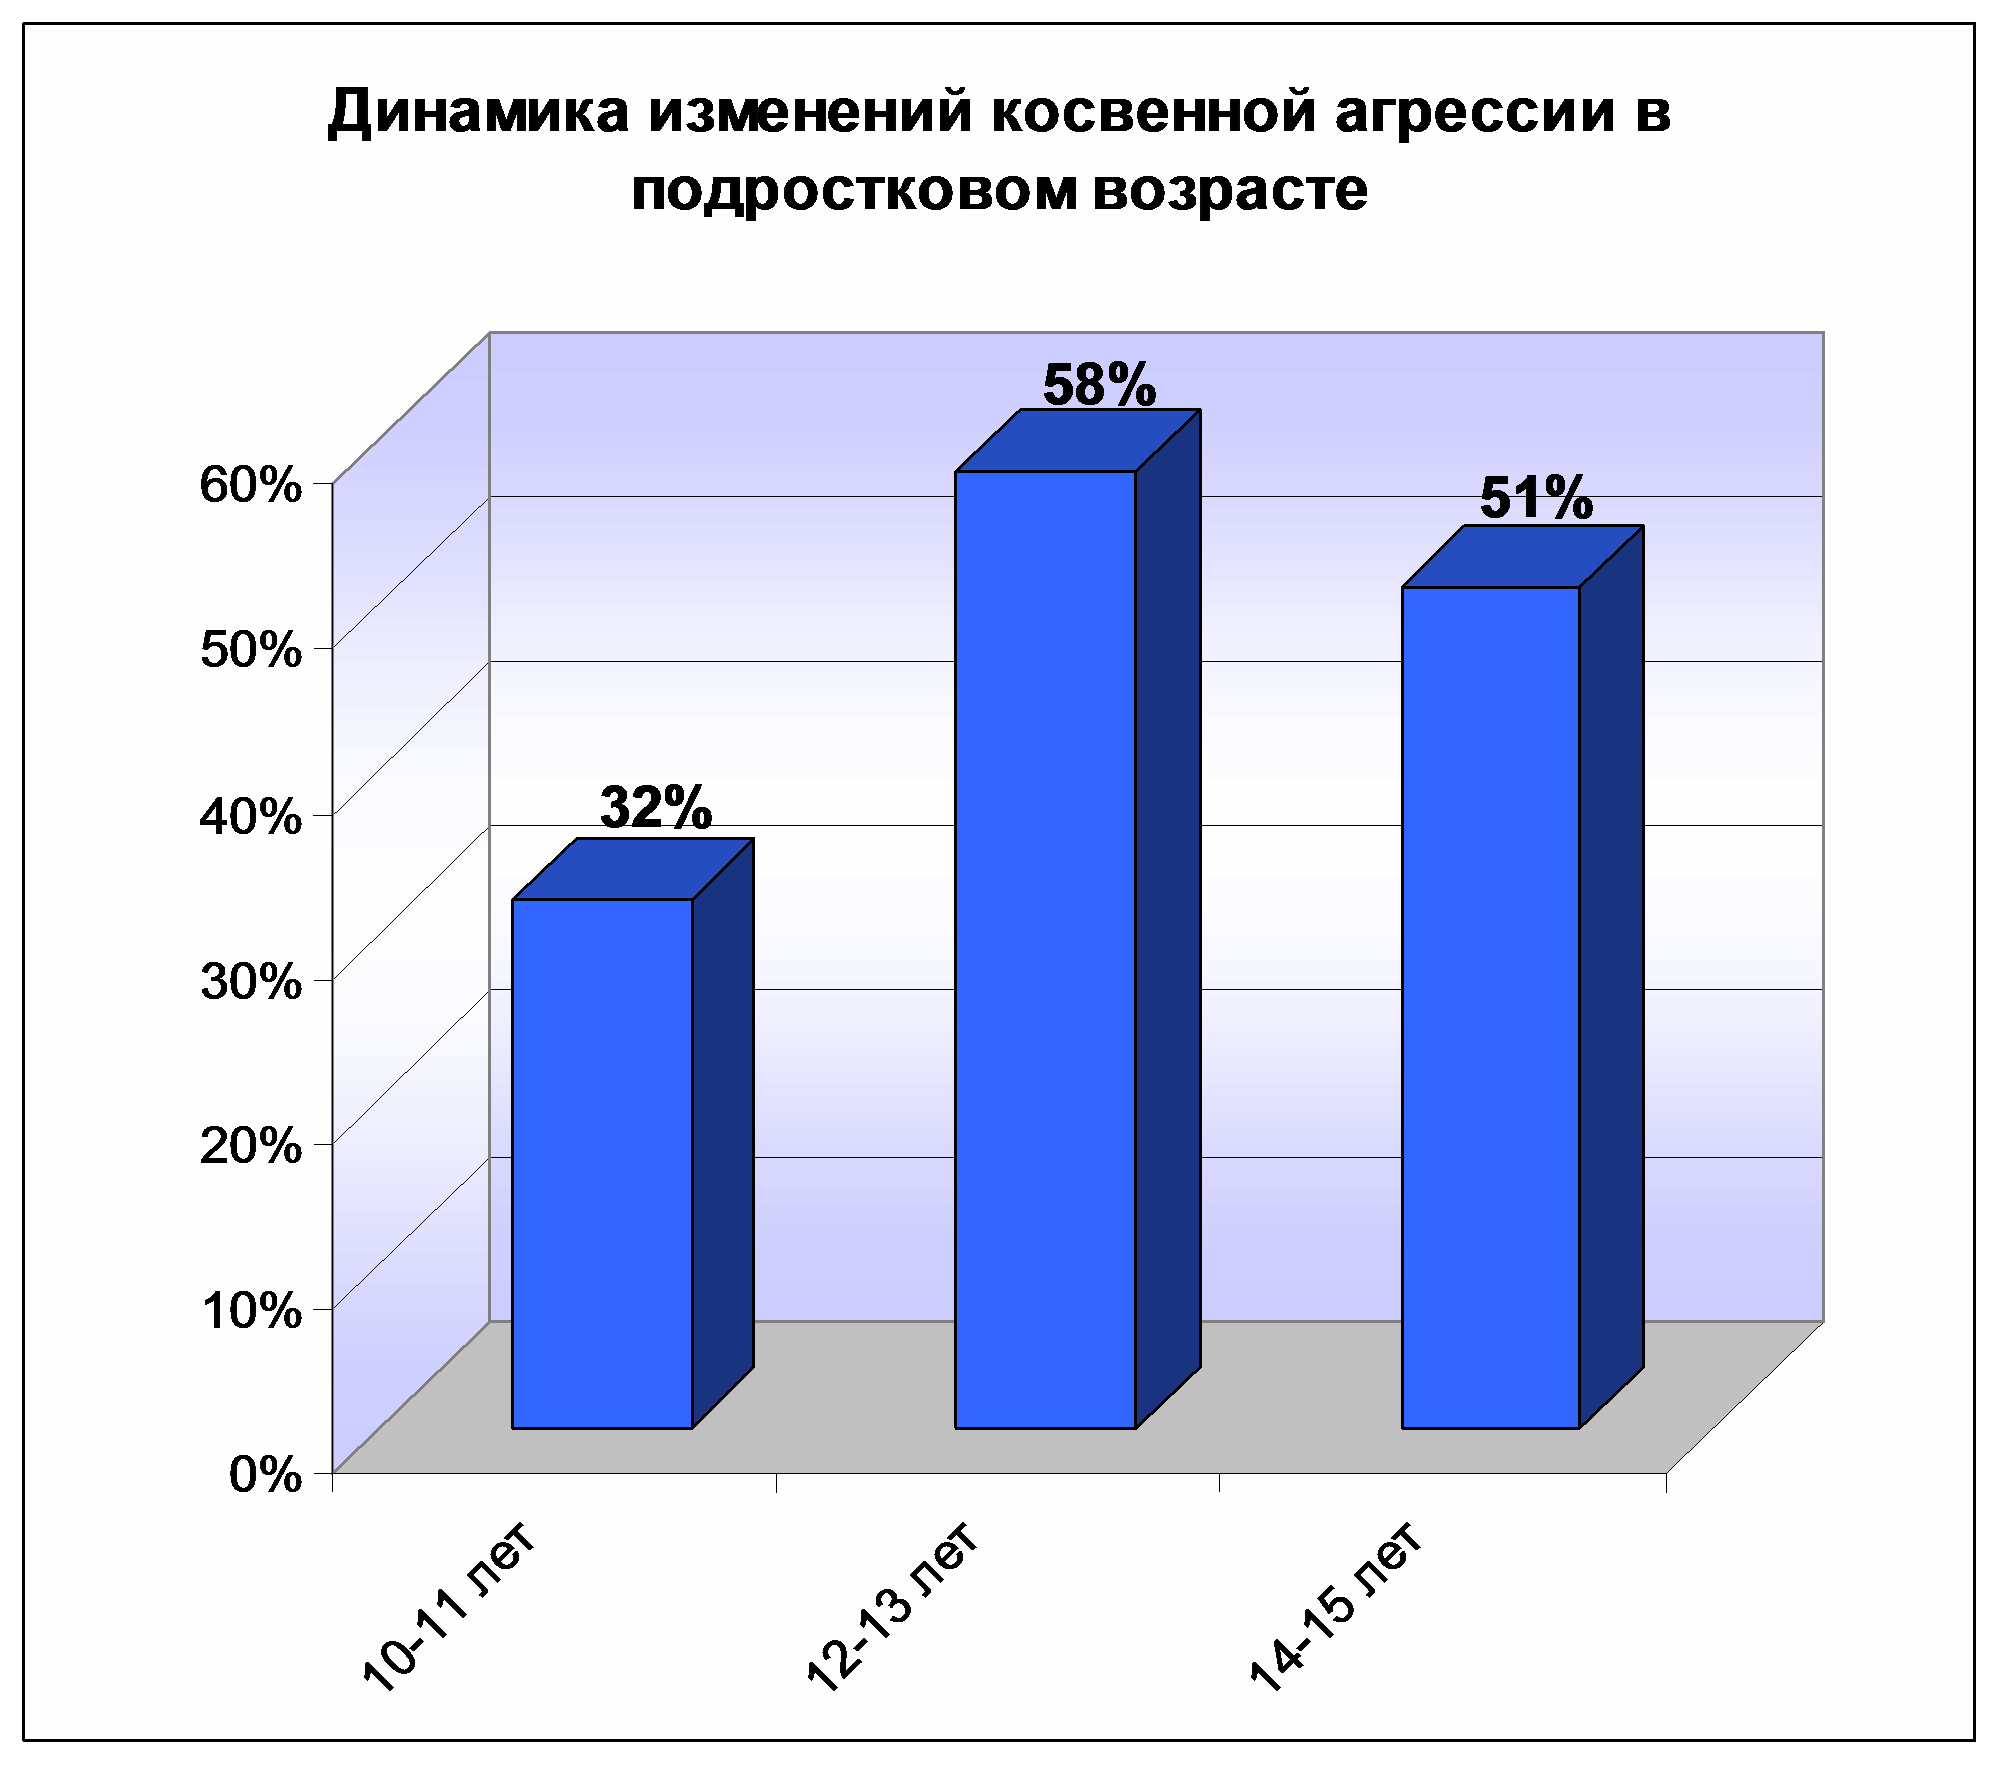 Динамика изменений косвенной агрессии в
подростковом возрасте
58%
51%
32%
60%
50%
40%
30%
20%
10%
0%
10-11 лет
12-13 лет
14-15 лет